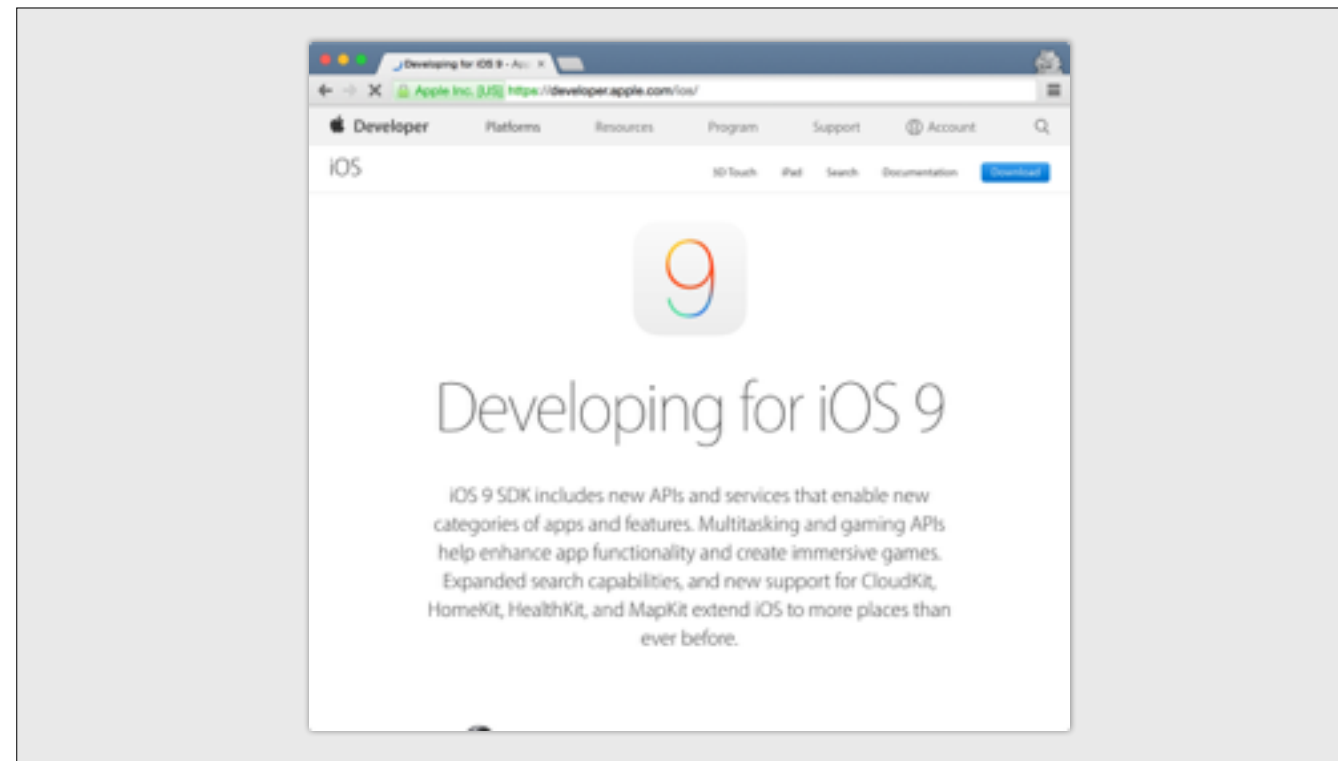 Developing for iOS 9 - Ap
Apple Inc. [US] https://developer.apple.com/ios/
Developer Platforms Resources Program Support Account
iOS 3D Touch iPad Search Documentation Download
9
Developing for iOS 9
iOS 9 SDK includes new APIs and services that enable new
categories of apps and features. Multitasking and gaming APIs
help enhance app functionality and create immersive games.
Expanded search capabilities, and new support for CloudKit,
HomeKit, HealthKit, and MapKit extend iOS to more places than
ever before.